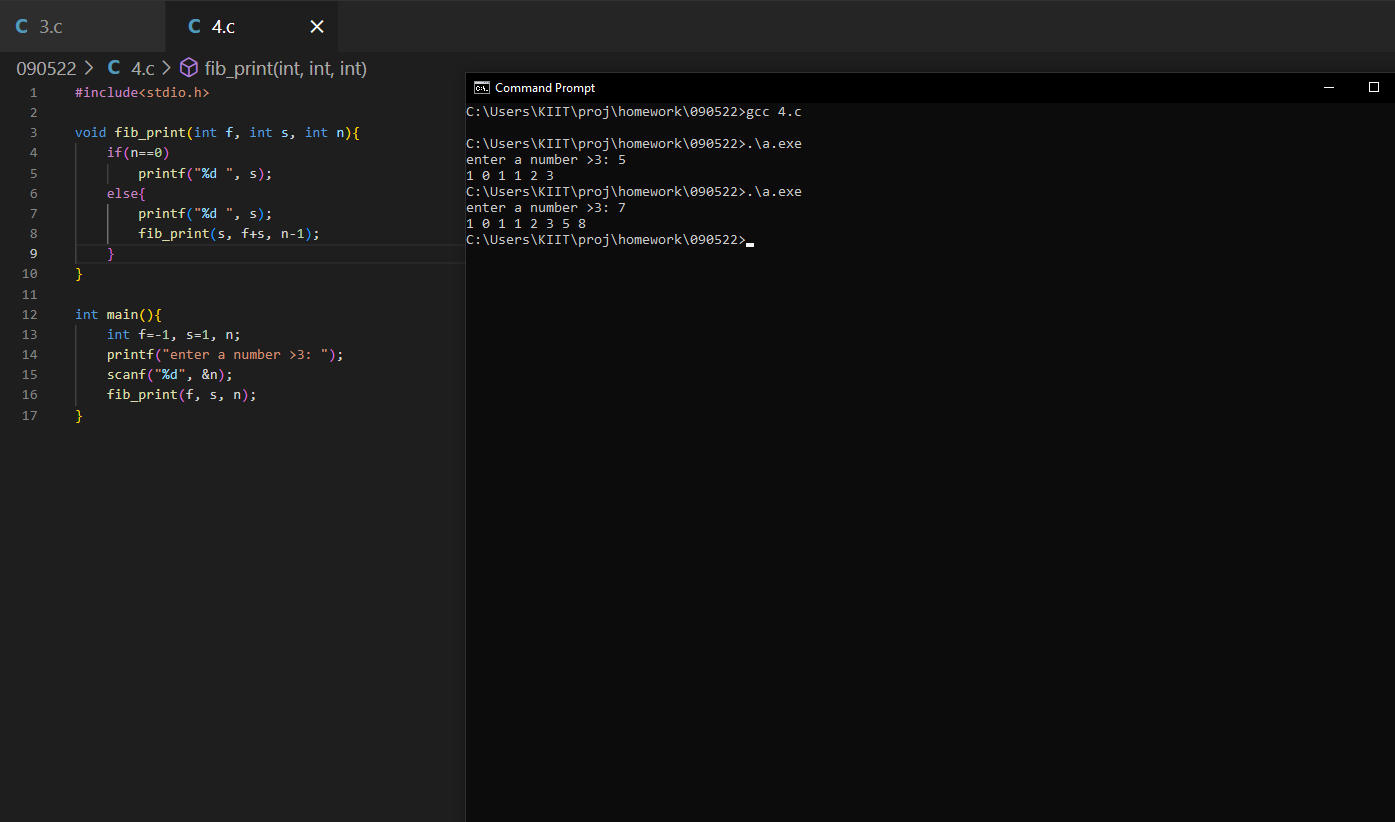 C 3.c
C 4.c
090522 > C 4.c > fib_print(int, int, int)
1 #include<stdio.h>
2
3 void fib_print(int f, int s, int n){
4 if(n==0)
5 printf("%d ", s);
6 else{
7 printf("%d ", s);
8 fib_print(s, f+s, n-1);
9 }
10 }
11
12 int main(){
13 int f=-1, s=1, n;
14 printf("enter a number >3: ");
15 scanf("%d", &n);
16 fib_print(f, s, n);
17 }
Command Prompt
C:\Users\KIIT\proj\homework\090522>gcc 4.c
C:\Users\KIIT\proj\homework\090522>.\a.exe
enter a number >3: 5
1 0 1 1 2 3
C:\Users\KIIT\proj\homework\090522>.\a.exe
enter a number >3: 7
1 0 1 1 2 3 5 8
C:\Users\KIIT\proj\homework\090522>